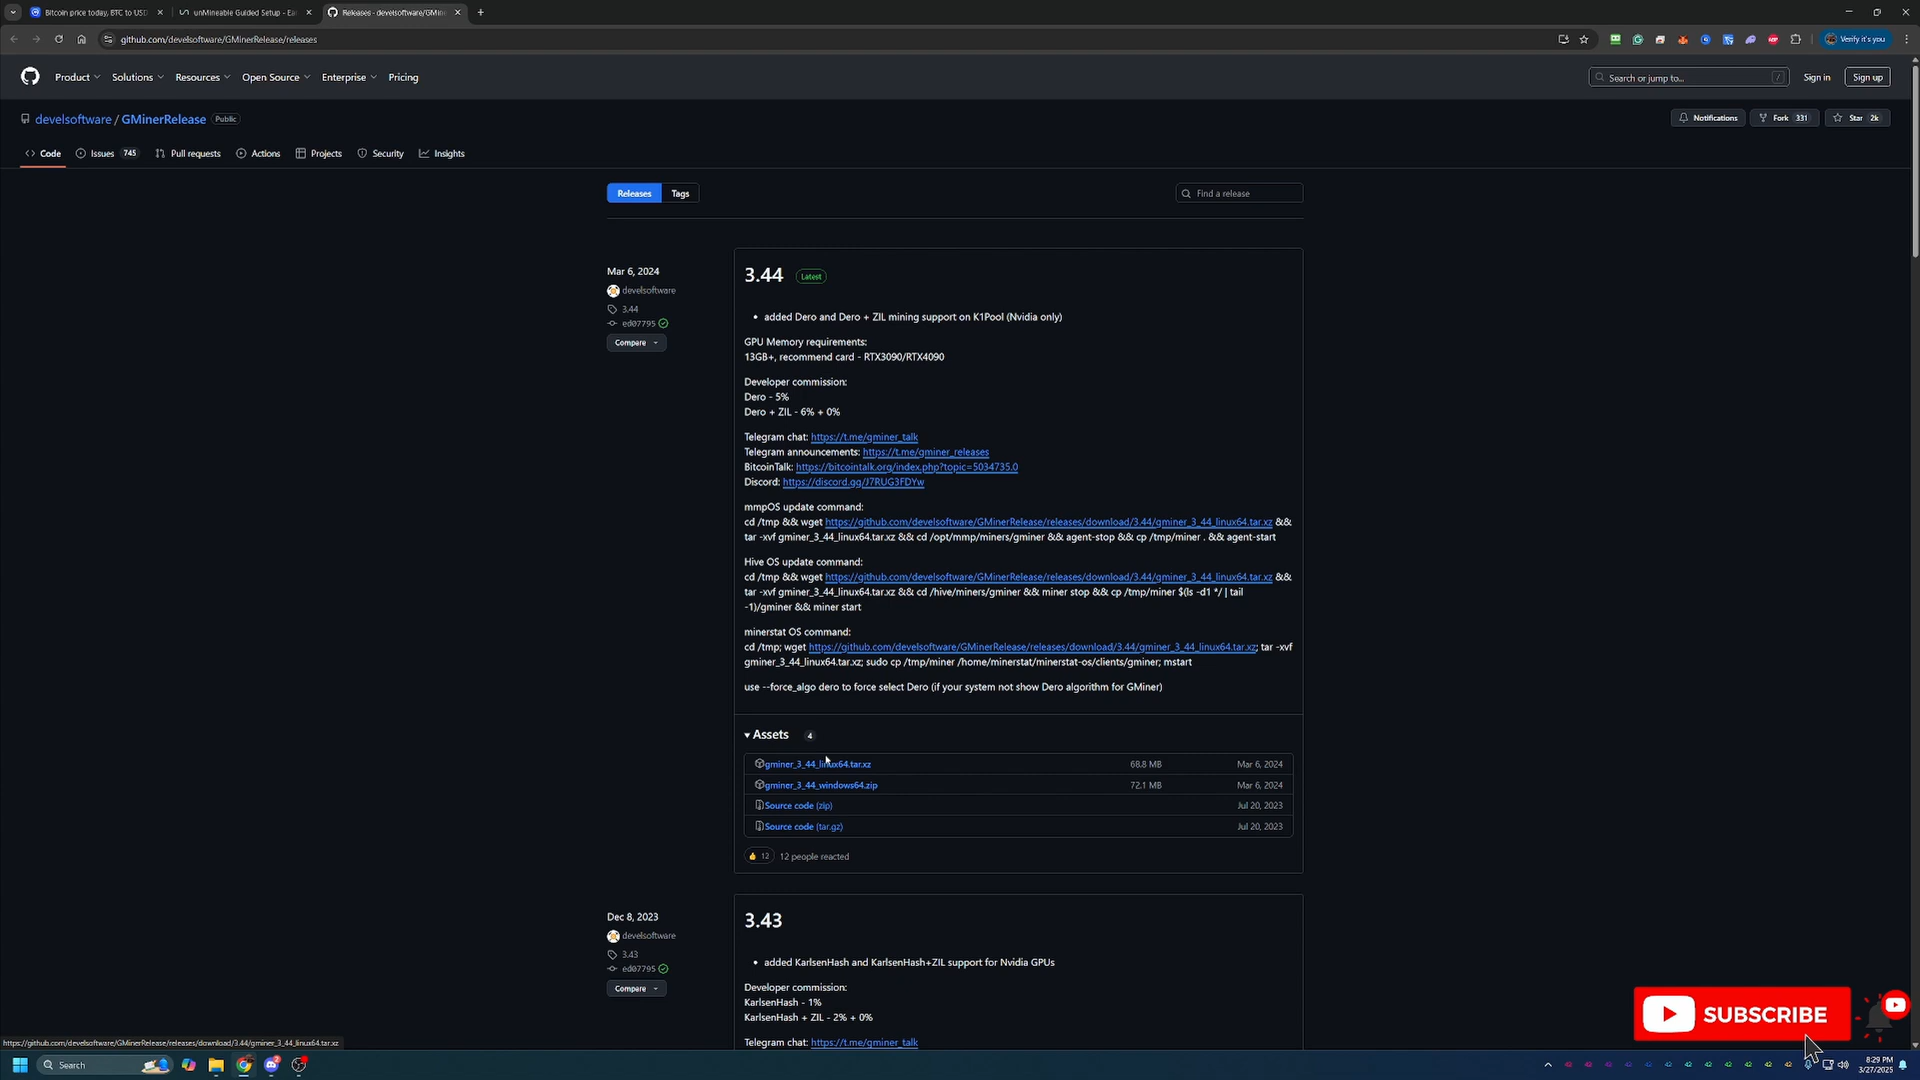 Bitcoin price today, BTC to USD
unMineable Guided Setup - Ea
Releases · develsoftware/GMine
github.com/develsoftware/GMinerRelease/releases
Verify it's you
Product
Solutions
Resources
Open Source
Enterprise
Pricing
Search or jump to...
/
Sign in
Sign up
develsoftware / GMinerRelease
Public
Notifications
Fork 331
Star 2k
Code
Issues 745
Pull requests
Actions
Projects
Security
Insights
Releases
Tags
Find a release
Mar 6, 2024
develsoftware
3.44
ed07795
Compare
3.44 Latest
• added Dero and Dero + ZIL mining support on K1Pool (Nvidia only)
GPU Memory requirements:
13GB+, recommend card - RTX3090/RTX4090
Developer commission:
Dero - 5%
Dero + ZIL - 6% + 0%
Telegram chat: https://t.me/gminer_talk
Telegram announcements: https://t.me/gminer_releases
BitcoinTalk: https://bitcointalk.org/index.php?topic=5034735.0
Discord: https://discord.gg/J7RUG3FDYw
mmpOS update command:
cd /tmp && wget https://github.com/develsoftware/GMinerRelease/releases/download/3.44/gminer_3_44_linux64.tar.xz &&
tar -xvf gminer_3_44_linux64.tar.xz && cd /opt/mmp/miners/gminer && agent-stop && cp /tmp/miner . && agent-start
Hive OS update command:
cd /tmp && wget https://github.com/develsoftware/GMinerRelease/releases/download/3.44/gminer_3_44_linux64.tar.xz &&
tar -xvf gminer_3_44_linux64.tar.xz && cd /hive/miners/gminer && miner stop && cp /tmp/miner $(ls -d1 */ | tail
-1)/gminer && miner start
minerstat OS command:
cd /tmp; wget https://github.com/develsoftware/GMinerRelease/releases/download/3.44/gminer_3_44_linux64.tar.xz; tar -xvf
gminer_3_44_linux64.tar.xz; sudo cp /tmp/miner /home/minerstat/minerstat-os/clients/gminer; mstart
use --force_algo dero to force select Dero (if your system not show Dero algorithm for GMiner)
Assets 4
gminer_3_44_linux64.tar.xz 68.8 MB Mar 6, 2024
gminer_3_44_windows64.zip 72.1 MB Mar 6, 2024
Source code (zip) Jul 20, 2023
Source code (tar.gz) Jul 20, 2023
12 12 people reacted
Dec 8, 2023
develsoftware
3.43
ed07795
Compare
3.43
• added KarlsenHash and KarlsenHash+ZIL support for Nvidia GPUs
Developer commission:
KarlsenHash - 1%
KarlsenHash + ZIL - 2% + 0%
Telegram chat: https://t.me/gminer_talk
SUBSCRIBE
https://github.com/develsoftware/GMinerRelease/releases/download/3.44/gminer_3_44_linux64.tar.xz
Search
8:29 PM
3/27/2025